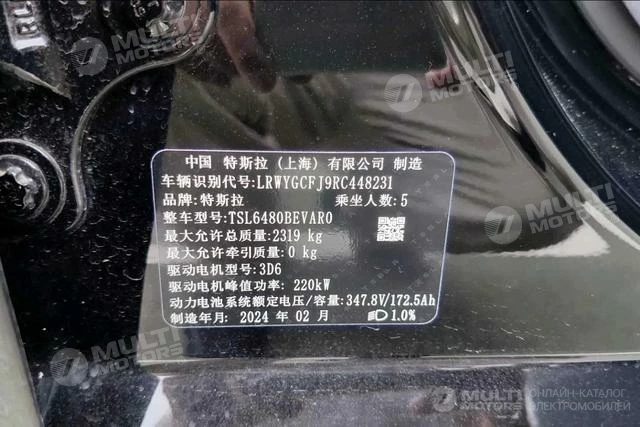 MULTI
MOTORS
MULTI
MOTORS
中国 特斯拉 (上海) 有限公司 制造
车辆识别代号:LRWYGCFJ9RC448231
品牌:特斯拉 乘坐人数:5
整车型号:TSL6480BEVAR0
最大允许总质量:2319 kg
最大允许牵引质量:0 kg
驱动电机型号:3D6
驱动电机峰值功率: 220kW
动力电池系统额定电压/容量:347.8V/172.5Ah
制造年月: 2024 年 02 月 1.0%
MULTI
MOTORS
MULTI
MOTORS
ОНЛАЙН-КАТАЛОГ
ЭЛЕКТРОМОБИЛЕЙ